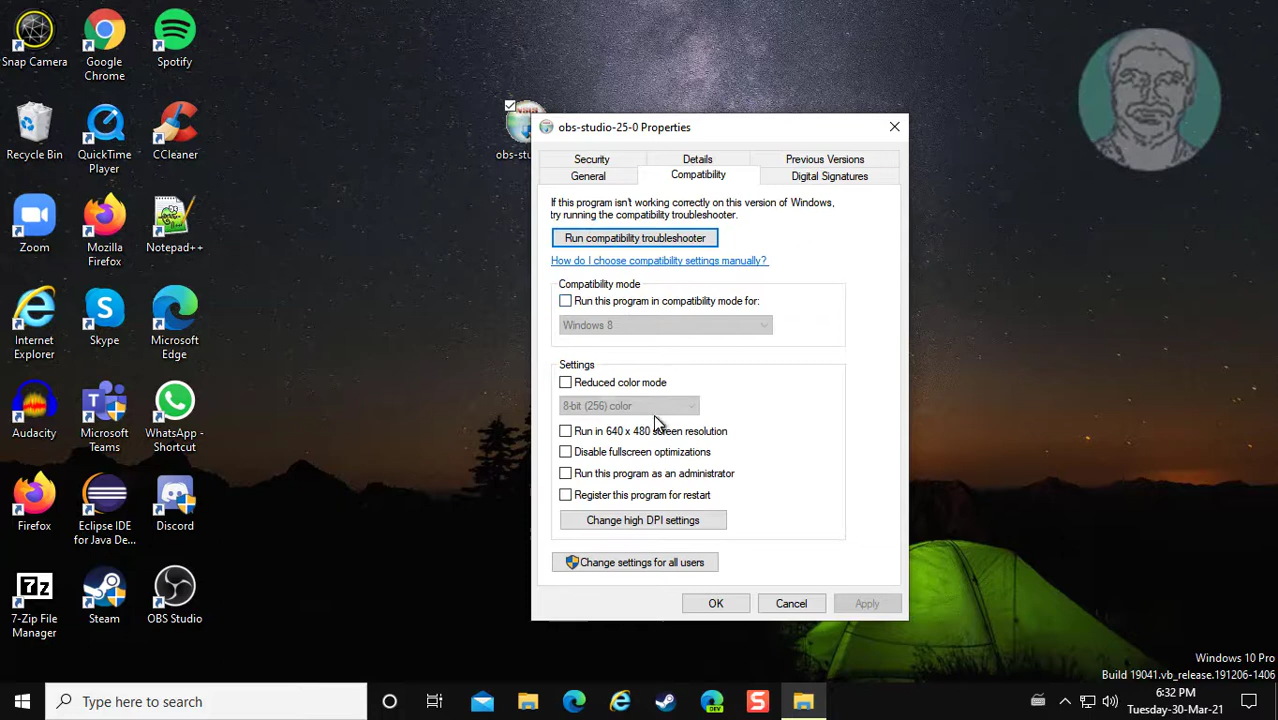 Snap Camera
Google
Chrome
Spotify
Recycle Bin
QuickTime
Player
CCleaner
Zoom
Mozilla
Firefox
Notepad++
Internet
Explorer
Skype
Microsoft
Edge
Audacity
Microsoft
Teams
WhatsApp -
Shortcut
Firefox
Eclipse IDE
for Java De...
Discord
7z
7-Zip File
Manager
Steam
OBS Studio
obs-stu
obs-studio-25-0 Properties
Security
Details
Previous Versions
General
Compatibility
Digital Signatures
If this program isn't working correctly on this version of Windows,
try running the compatibility troubleshooter.
Run compatibility troubleshooter
How do I choose compatibility settings manually?
Compatibility mode
Run this program in compatibility mode for:
Windows 8
Settings
Reduced color mode
8-bit (256) color
Run in 640 x 480 screen resolution
Disable fullscreen optimizations
Run this program as an administrator
Register this program for restart
Change high DPI settings
Change settings for all users
OK
Cancel
Apply
Windows 10 Pro
Build 19041.vb_release.191206-1406
Type here to search
DEV
S
6:32 PM
Tuesday-30-Mar-21